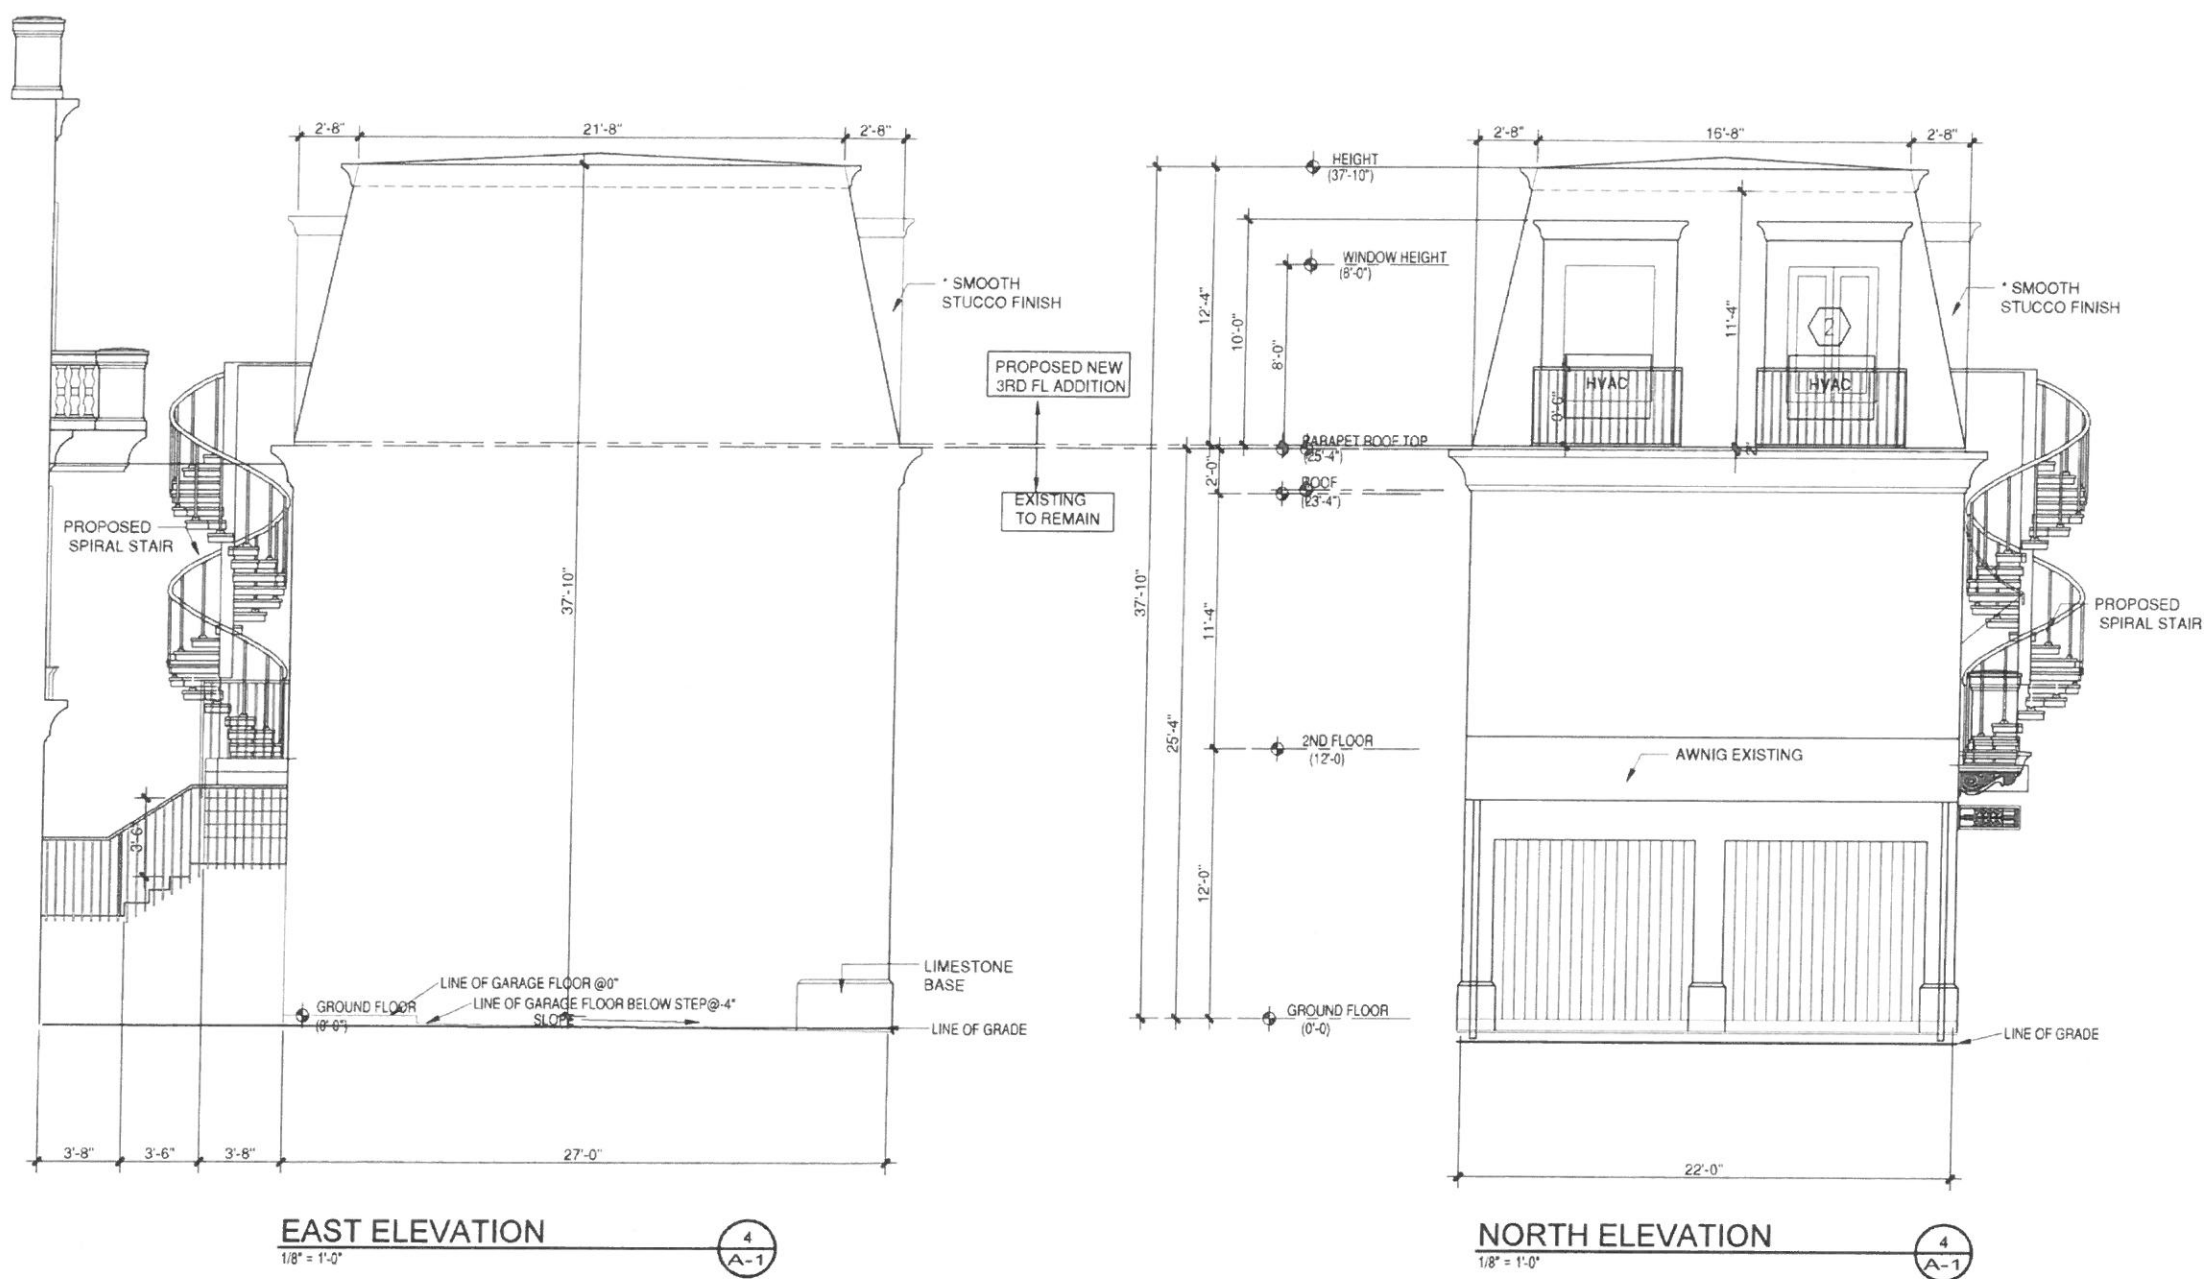 2'-8"
21'-8"
2'-8"
* SMOOTH
STUCCO FINISH
PROPOSED NEW
3RD FL ADDITION
EXISTING
TO REMAIN
PROPOSED
SPIRAL STAIR
37'-10"
3'-6"
LINE OF GARAGE FLOOR @0"
GROUND FLOOR
(0'-0")
LINE OF GARAGE FLOOR BELOW STEP@-4"
SLOPE
LIMESTONE
BASE
LINE OF GRADE
3'-8"
3'-6"
3'-8"
27'-0"
EAST ELEVATION
1/8" = 1'-0"
4
A-1
2'-8"
16'-8"
2'-8"
HEIGHT
(37'-10")
WINDOW HEIGHT
(8'-0")
12'-4"
10'-0"
8'-0"
11'-4"
2
HVAC
HVAC
* SMOOTH
STUCCO FINISH
PARAPET ROOF TOP
(25'-4")
2'-0"
ROOF
(23'-4")
37'-10"
11'-4"
25'-4"
12'-0"
2ND FLOOR
(12'-0)
AWNIG EXISTING
PROPOSED
SPIRAL STAIR
GROUND FLOOR
(0'-0)
LINE OF GRADE
22'-0"
NORTH ELEVATION
1/8" = 1'-0"
4
A-1